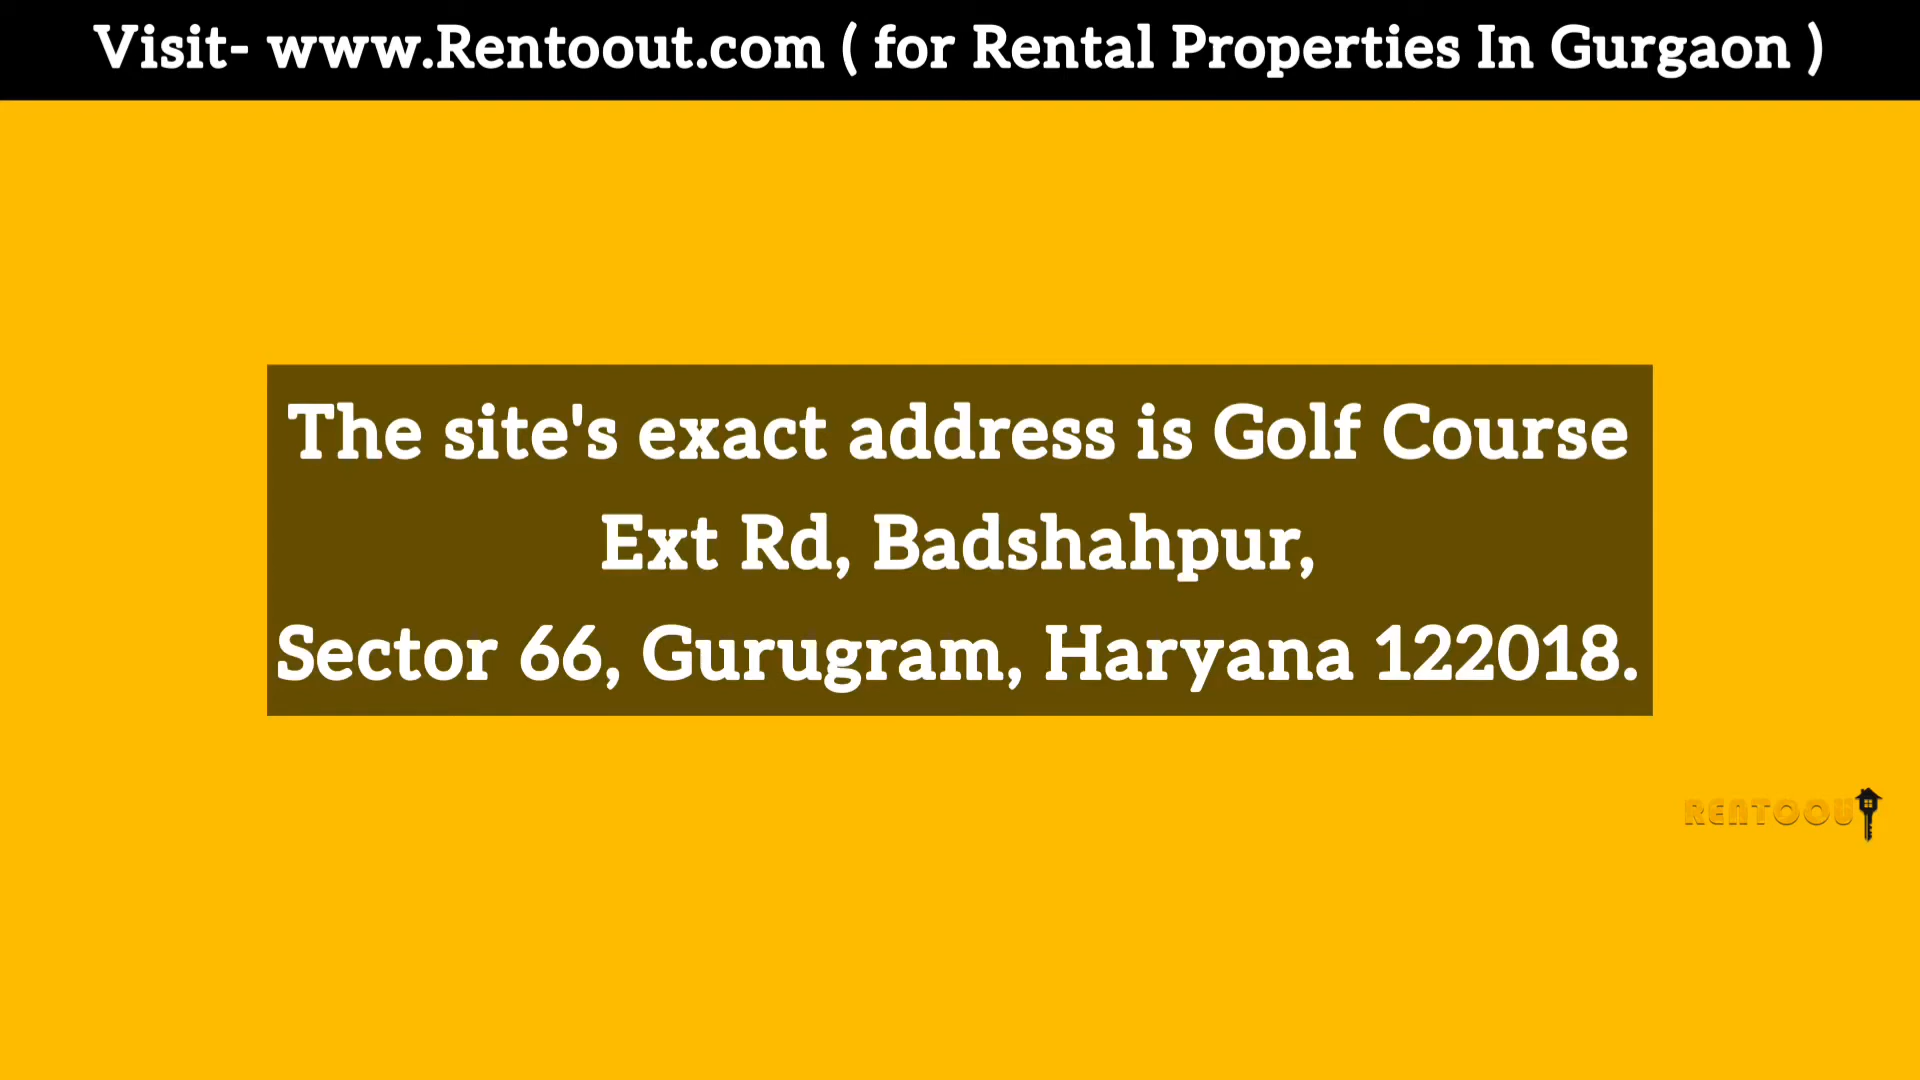 Visit- www.Rentoout.com ( for Rental Properties In Gurgaon )
The site's exact address is Golf Course
Ext Rd, Badshahpur,
Sector 66, Gurugram, Haryana 122018.
RENTOOU